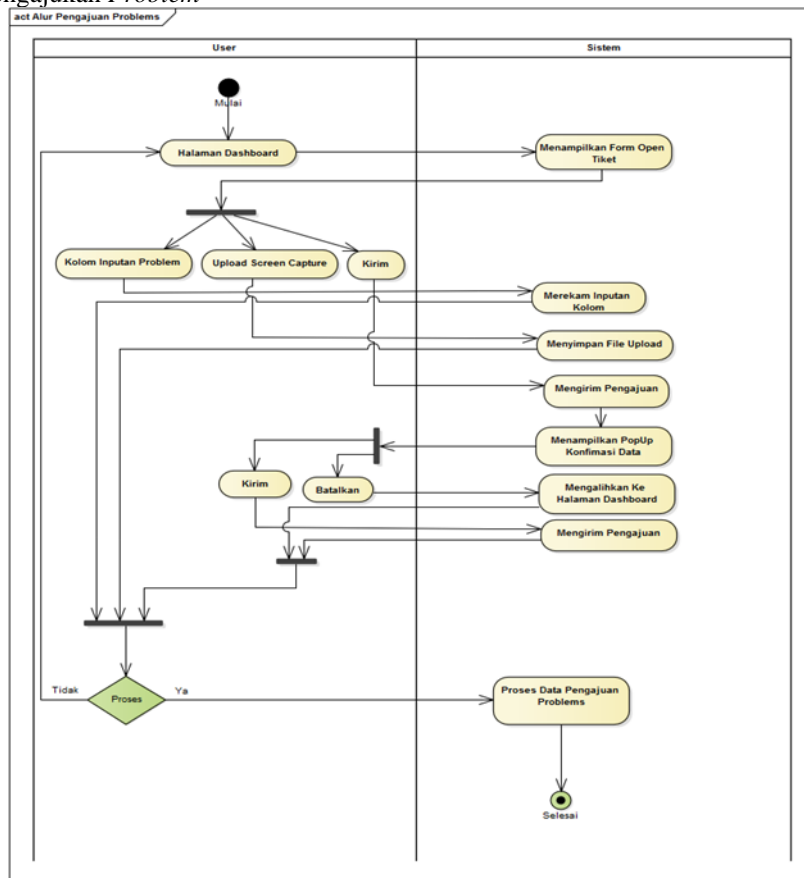 ngajukan Problem
act Alur Pengajuan Problems
User
Sistem
Mulai
Halaman Dashboard
Menampilkan Form Open
Tiket
Kolom Inputan Problem
Upload Screen Capture
Kirim
Merekam Inputan
Kolom
Menyimpan File Upload
Mengirim Pengajuan
Menampilkan PopUp
Konfimasi Data
Kirim
Batalkan
Mengalihkan Ke
Halaman Dashboard
Mengirim Pengajuan
Tidak
Proses
Ya
Proses Data Pengajuan
Problems
Selesai